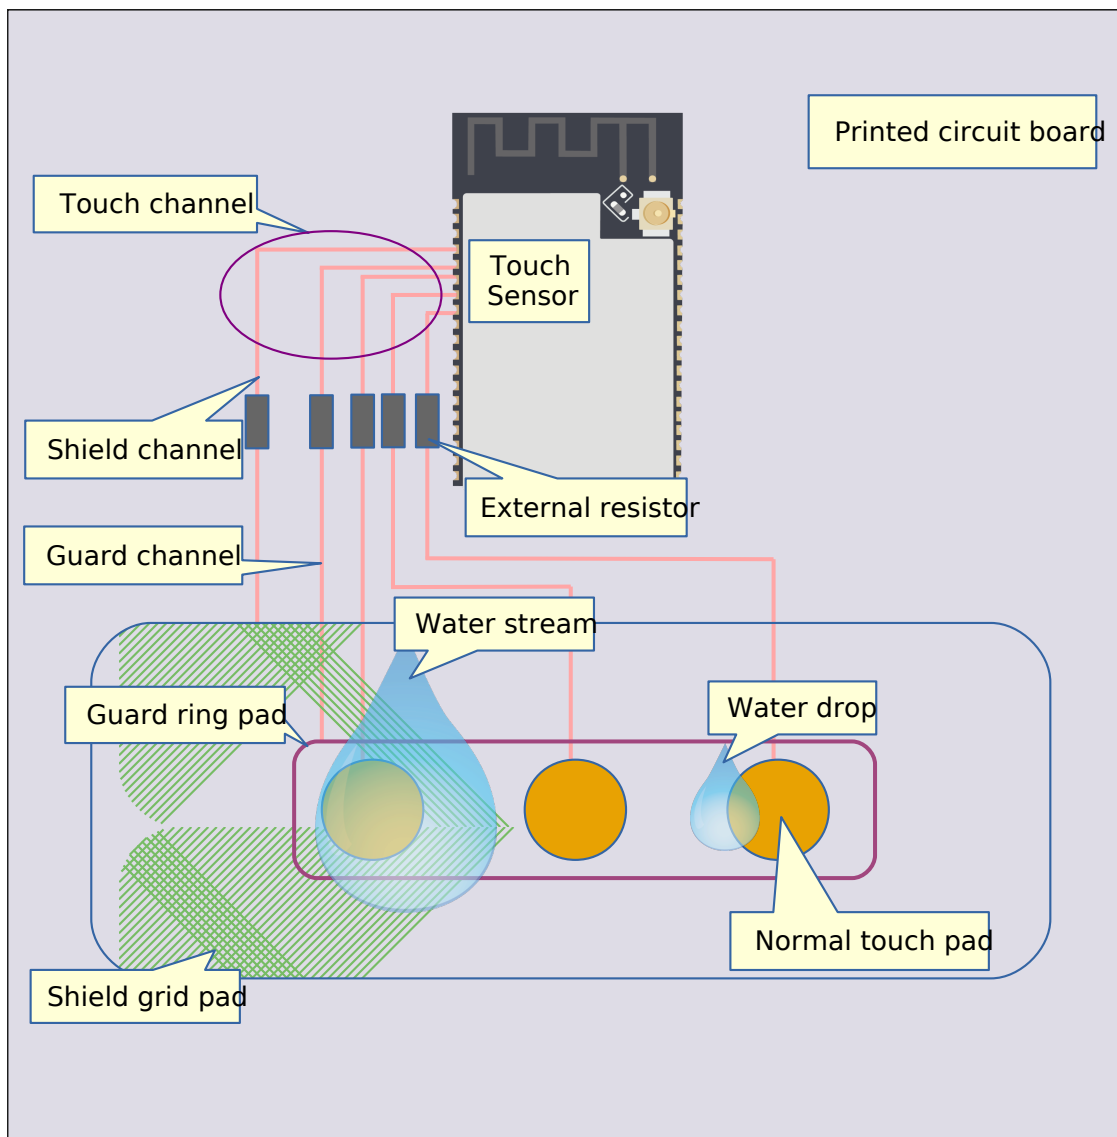 Printed circuit board
Touch channel
Touch
Sensor
Shield channel
External resistor
Guard channel
Water stream
Guard ring pad
Water drop
Normal touch pad
Shield grid pad